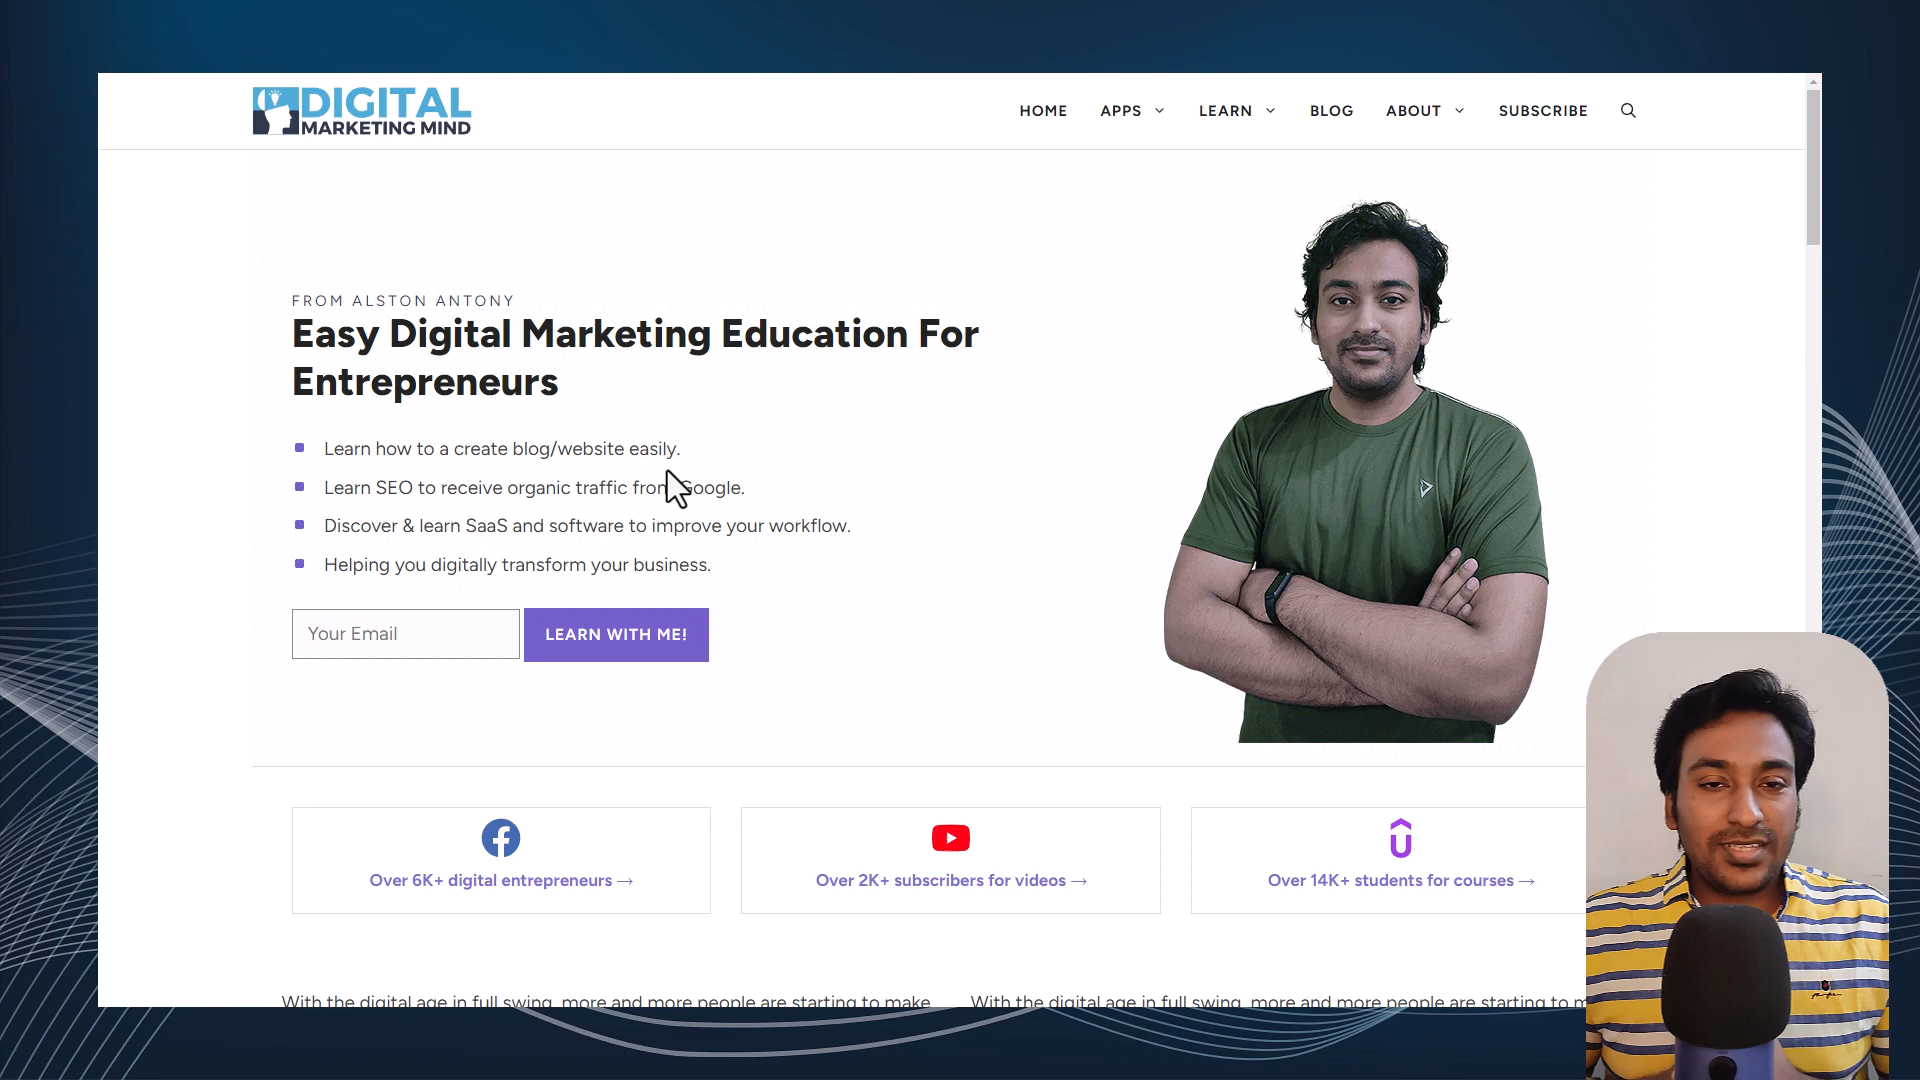 DIGITAL
MARKETING MIND
HOME APPS LEARN BLOG ABOUT SUBSCRIBE
FROM ALSTON ANTONY
Easy Digital Marketing Education For
Entrepreneurs
Learn how to a create blog/website easily.
Learn SEO to receive organic traffic from Google.
Discover & learn SaaS and software to improve your workflow.
Helping you digitally transform your business.
Your Email LEARN WITH ME!
Over 6K+ digital entrepreneurs →
Over 2K+ subscribers for videos →
Over 14K+ students for courses →
With the digital age in full swing, more and more people are starting to make
With the digital age in full swing, more and more people are starting to